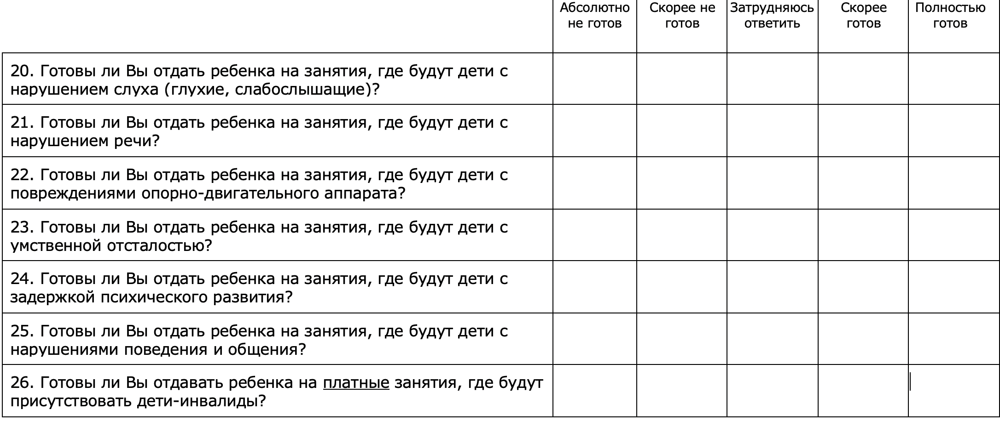 Абсолютно не готов
Скорее не готов
Затрудняюсь ответить
Скорее готов
Полностью готов
20. Готовы ли Вы отдать ребенка на занятия, где будут дети с
нарушением слуха (глухие, слабослышащие)?
21. Готовы ли Вы отдать ребенка на занятия, где будут дети с
нарушением речи?
22. Готовы ли Вы отдать ребенка на занятия, где будут дети с
повреждениями опорно-двигательного аппарата?
23. Готовы ли Вы отдать ребенка на занятия, где будут дети с
умственной отсталостью?
24. Готовы ли Вы отдать ребенка на занятия, где будут дети с
задержкой психического развития?
25. Готовы ли Вы отдать ребенка на занятия, где будут дети с
нарушениями поведения и общения?
26. Готовы ли Вы отдавать ребенка на платные занятия, где будут
присутствовать дети-инвалиды?